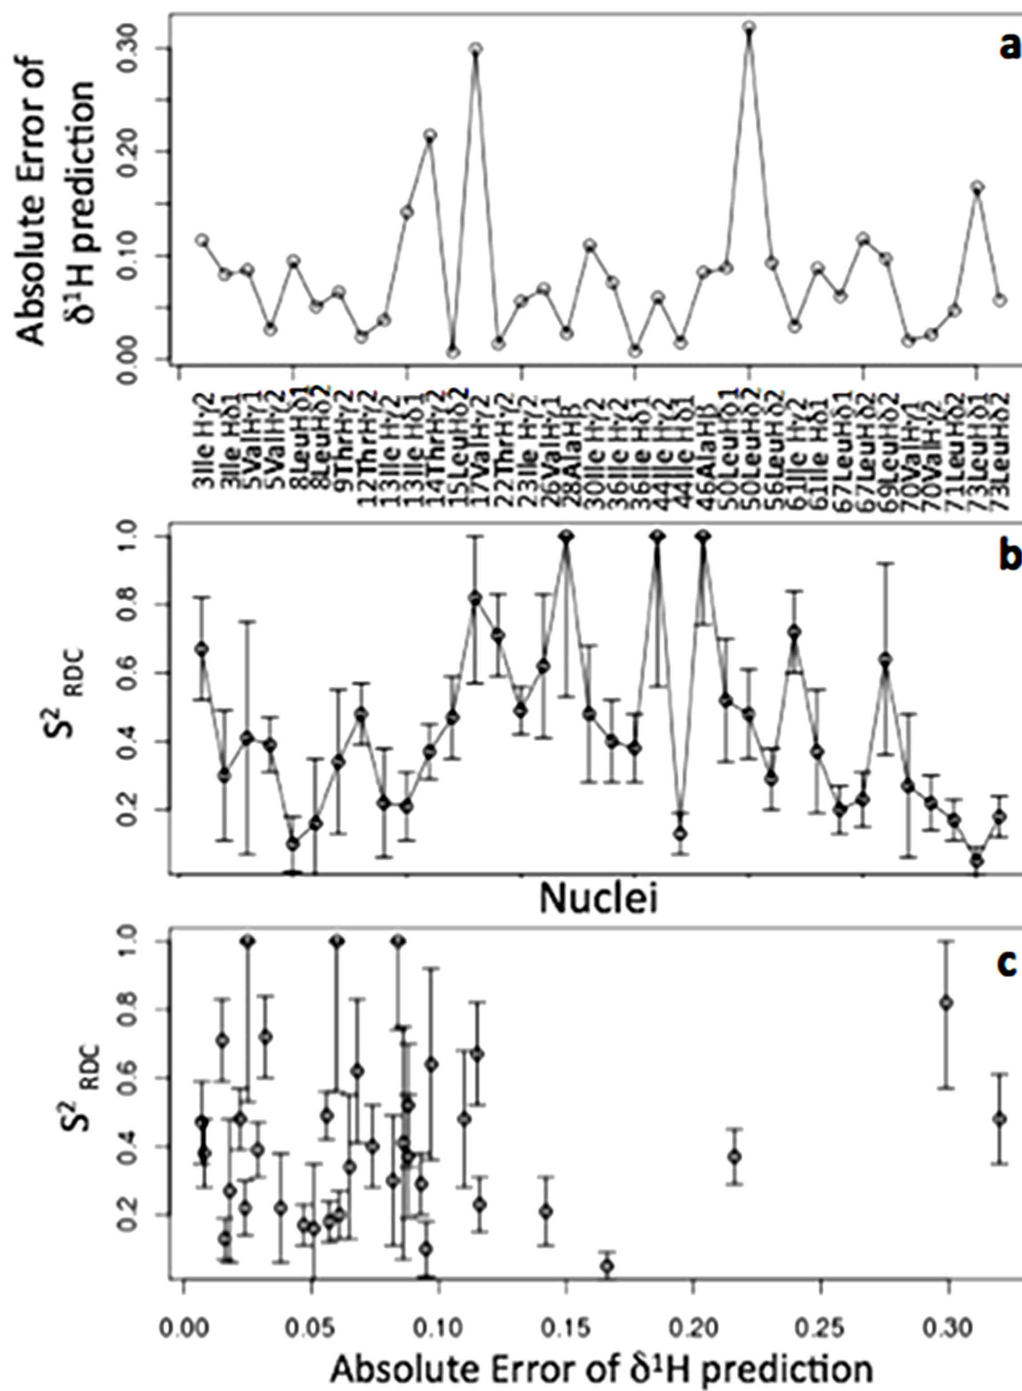 a
Absolute Error of
δ¹H prediction
0.30
0.20
0.10
0.00
3Ile Hγ2
3Ile Hδ1
5ValHγ1
5ValHγ2
8LeuHδ1
8LeuHδ2
9ThrHγ2
12ThrHγ2
13Ile Hγ2
13Ile Hδ1
14ThrHγ2
15LeuHδ2
17ValHγ2
22ThrHγ2
23Ile Hγ2
26ValHγ1
28AlaHβ
30Ile Hγ2
36Ile Hγ2
36Ile Hδ1
44Ile Hγ2
44Ile Hδ1
46AlaHβ
50LeuHδ1
50LeuHδ2
56LeuHδ2
61Ile Hγ2
61Ile Hδ1
67LeuHδ1
67LeuHδ2
69LeuHδ2
70ValHγ1
70ValHγ2
71LeuHδ2
73LeuHδ1
73LeuHδ2
b
S² RDC
1.0
0.8
0.6
0.4
0.2
Nuclei
c
S² RDC
1.0
0.8
0.6
0.4
0.2
0.00 0.05 0.10 0.15 0.20 0.25 0.30
Absolute Error of δ¹H prediction